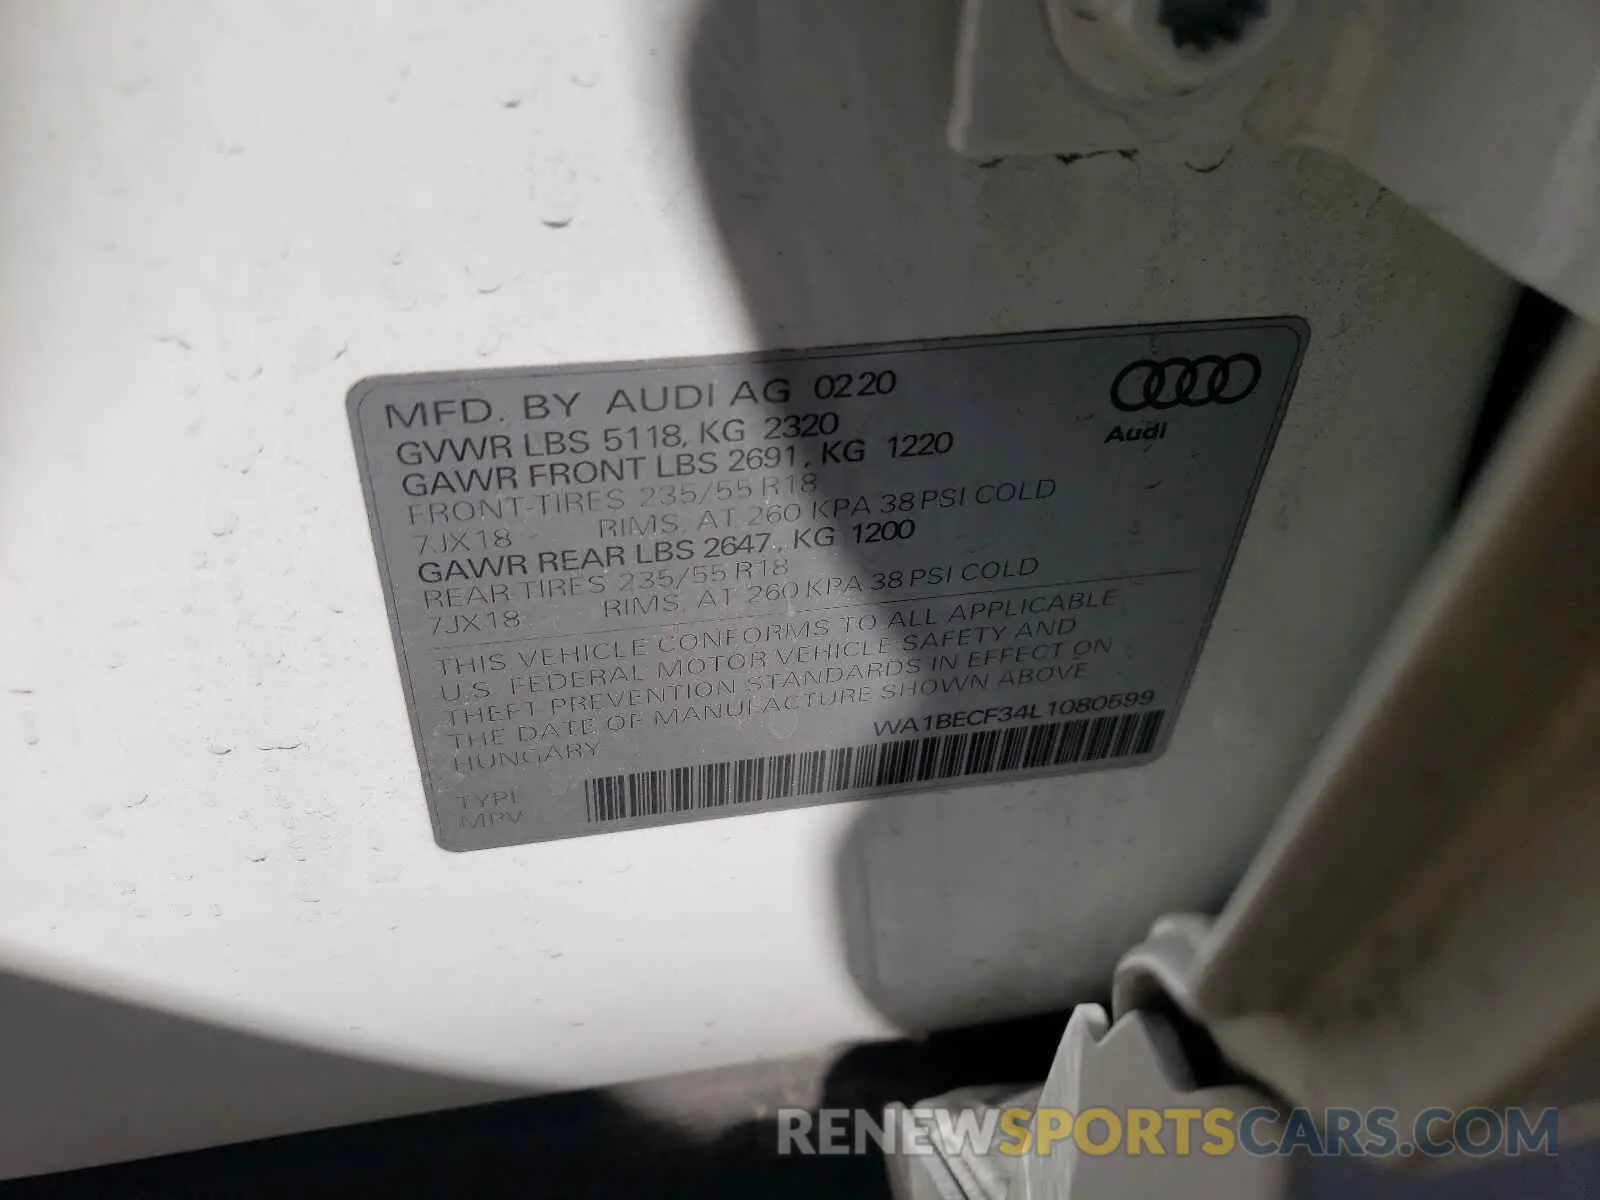 MFD. BY AUDI AG 0220
GVWR LBS 5118, KG 2320
GAWR FRONT LBS 2691, KG 1220
FRONT-TIRES 235/55 R18
7JX18 RIMS, AT 260 KPA 38 PSI COLD
GAWR REAR LBS 2647, KG 1200
REAR TIRES 235/55 R18
7JX18 RIMS, AT 260 KPA 38 PSI COLD
THIS VEHICLE CONFORMS TO ALL APPLICABLE
U.S. FEDERAL MOTOR VEHICLE SAFETY AND
THEFT PREVENTION STANDARDS IN EFFECT ON
THE DATE OF MANUFACTURE SHOWN ABOVE
HUNGARY
WA1BECF34L1080599
TYPE
MPV
Audi
RENEWSPORTSCARS.COM